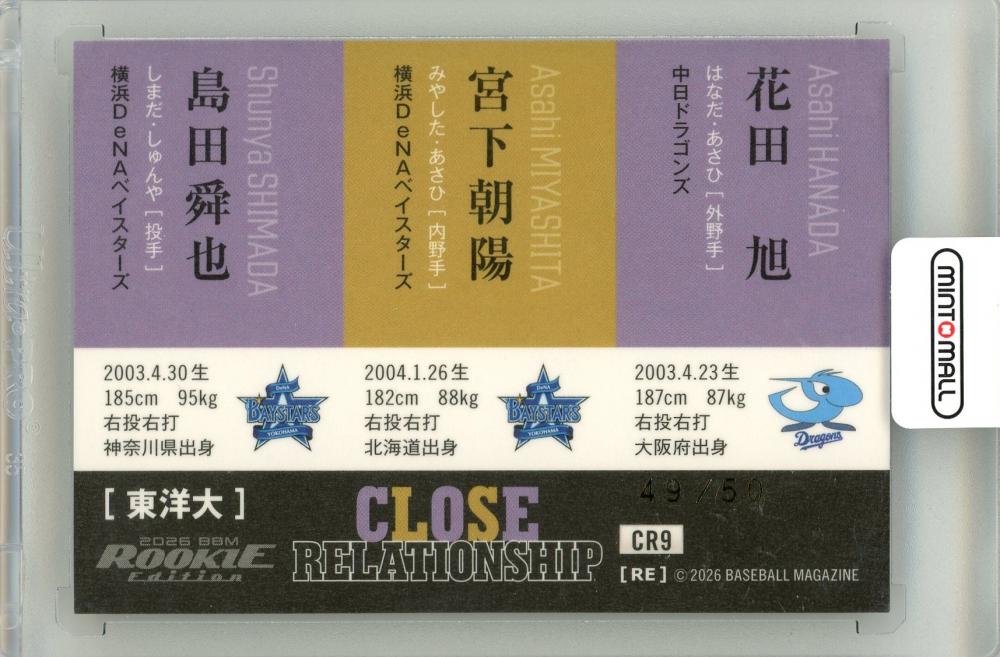 Shunya SHIMADA
島田舜也
しまだ・しゅんや［投手］
横浜DeNAベイスターズ
Asahi MIYASHITA
宮下朝陽
みやした・あさひ［内野手］
横浜DeNAベイスターズ
Asahi HANADA
花田 旭
はなだ・あさひ［外野手］
中日ドラゴンズ
2003.4.30生
185cm 95kg
右投右打
神奈川県出身
DeNA
BAYSTARS
YOKOHAMA
2004.1.26生
182cm 88kg
右投右打
北海道出身
DeNA
BAYSTARS
YOKOHAMA
2003.4.23生
187cm 87kg
右投右打
大阪府出身
Dragons
[東洋大]
2026 BBM
ROOKIE
Edition
CLOSE
RELATIONSHIP
49/50
CR9
[RE] © 2026 BASEBALL MAGAZINE
MINTOMALL